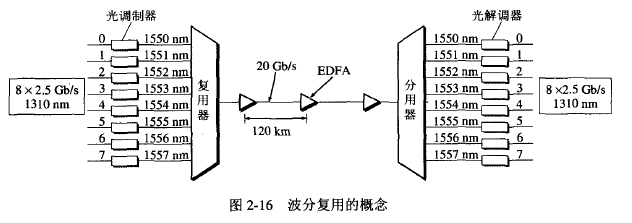 光调制器
光解调器
0 1550 nm
1 1551 nm
2 1552 nm
3 1553 nm
4 1554 nm
5 1555 nm
6 1556 nm
7 1557 nm
8×2.5 Gb/s
1310 nm
复用器
20 Gb/s
EDFA
120 km
分用器
1550 nm 0
1551 nm 1
1552 nm 2
1553 nm 3
1554 nm 4
1555 nm 5
1556 nm 6
1557 nm 7
8×2.5 Gb/s
1310 nm
图 2-16 波分复用的概念